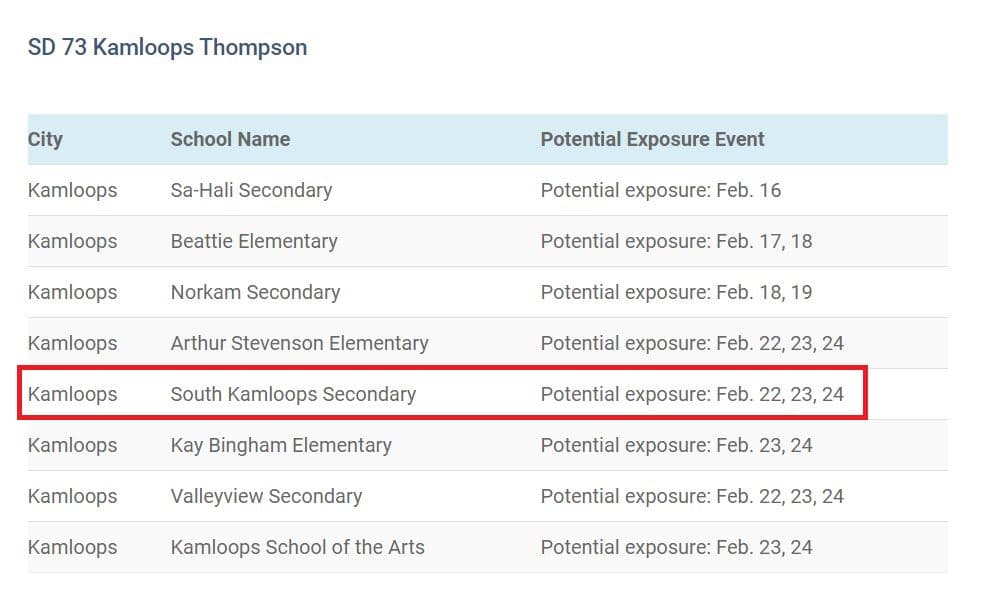 SD 73 Kamloops Thompson
City School Name Potential Exposure Event
Kamloops Sa-Hali Secondary Potential exposure: Feb. 16
Kamloops Beattie Elementary Potential exposure: Feb. 17, 18
Kamloops Norkam Secondary Potential exposure: Feb. 18, 19
Kamloops Arthur Stevenson Elementary Potential exposure: Feb. 22, 23, 24
Kamloops South Kamloops Secondary Potential exposure: Feb. 22, 23, 24
Kamloops Kay Bingham Elementary Potential exposure: Feb. 23, 24
Kamloops Valleyview Secondary Potential exposure: Feb. 22, 23, 24
Kamloops Kamloops School of the Arts Potential exposure: Feb. 23, 24